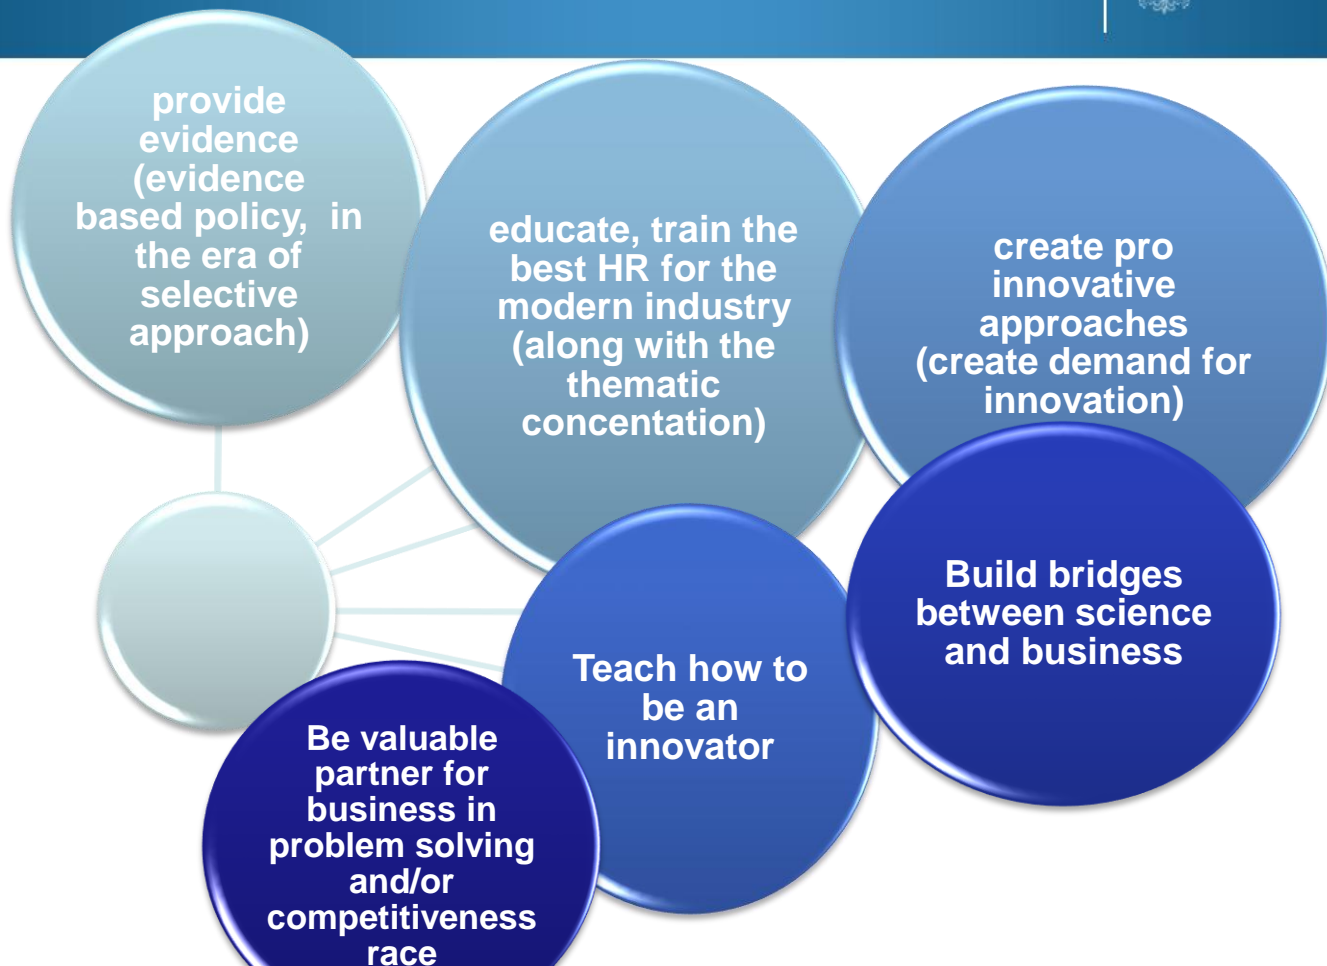 provide
evidence
(evidence
based policy,  in
the era of
selective
approach)
educate, train the
best HR for the
modern industry
(along with the
thematic
concentation)
create pro
innovative
approaches
(create demand for
innovation)
Build bridges
between science
and business
Teach how to
be an
innovator
Be valuable
partner for
business in
problem solving
and/or
competitiveness
race